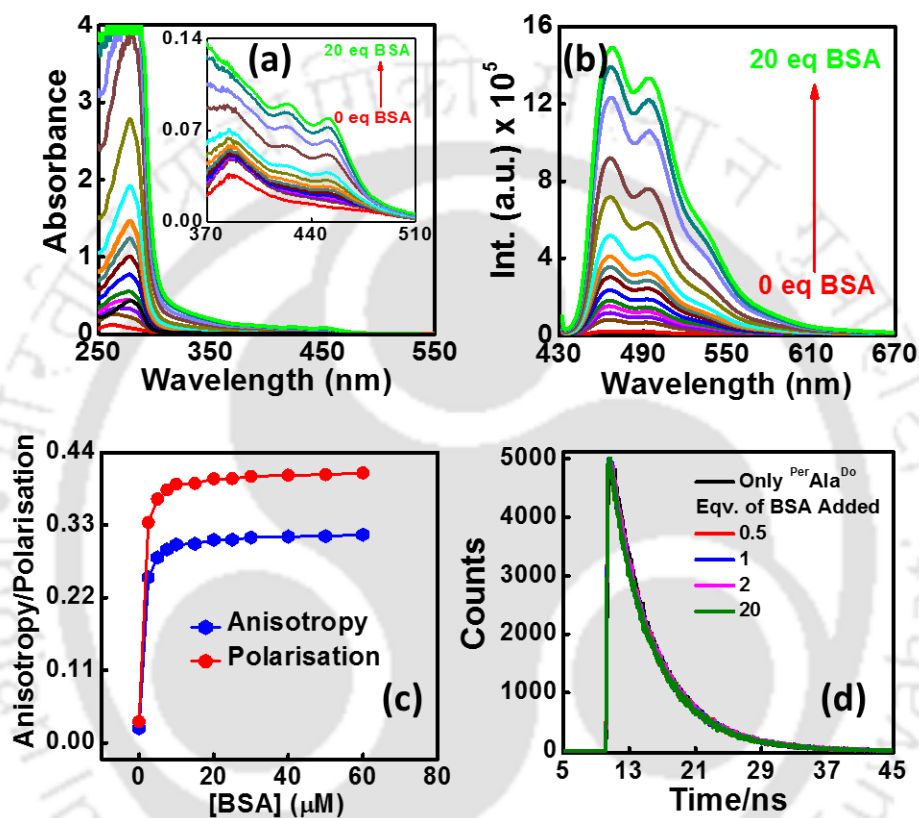 (a)
Absorbance
4
3
2
1
0
250
350
450
550
Wavelength (nm)
0.14
0.07
0.00
370
440
510
20 eq BSA
0 eq BSA
(b)
Int. (a.u.) x 10⁵
16
12
8
4
0
430
490
550
610
670
Wavelength (nm)
20 eq BSA
0 eq BSA
(c)
Anisotropy/Polarisation
0.44
0.33
0.22
0.11
0.00
0
20
40
60
80
[BSA] (μM)
Anisotropy
Polarisation
(d)
Counts
5000
4000
3000
2000
1000
0
5
13
21
29
37
45
Time/ns
Only ᴾᵉʳAlaᴰᵒ
Eqv. of BSA Added
0.5
1
2
20